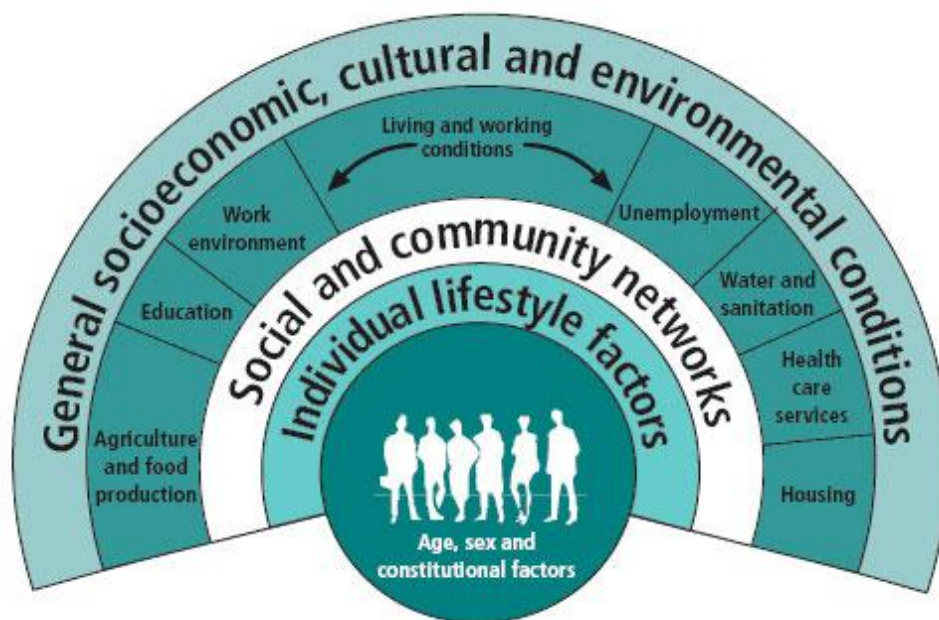 General socioeconomic, cultural and environmental conditions
Living and working
conditions
Work
environment
Unemployment
Education
Water and
sanitation
Agriculture
and food
production
Health
care
services
Housing
Social and community networks
Individual lifestyle factors
Age, sex and
constitutional factors